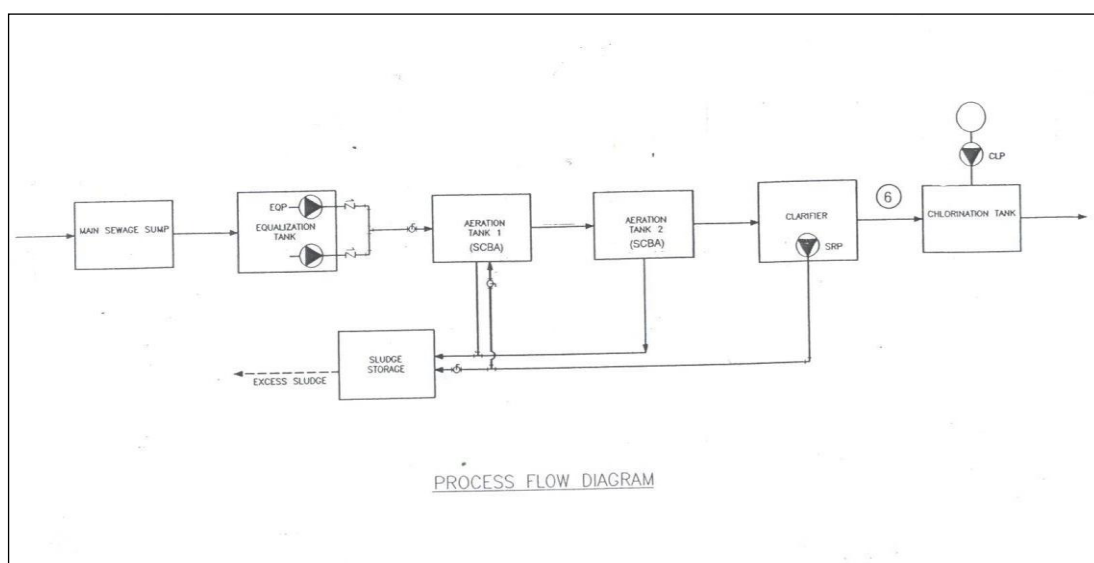 CLP
6
MAIN SEWAGE SUMP
EQP
EQUALIZATION
TANK
AERATION
TANK 1
(SCBA)
AERATION
TANK 2
(SCBA)
CLARIFIER
SRP
CHLORINATION TANK
SLUDGE
STORAGE
EXCESS SLUDGE
PROCESS FLOW DIAGRAM